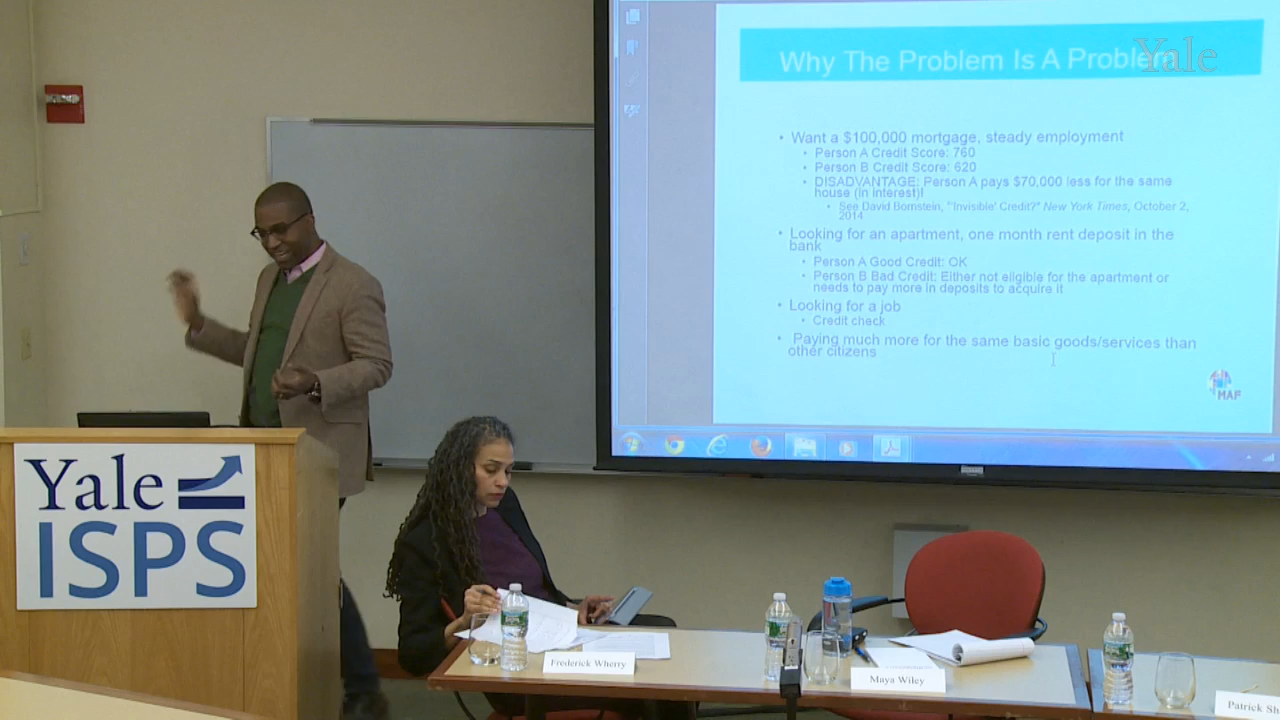 Why The Problem Is A Problem
Yale
• Want a $100,000 mortgage, steady employment
• Person A Credit Score: 760
• Person B Credit Score: 620
• DISADVANTAGE: Person A pays $70,000 less for the same
house (in interest)!
• See David Bornstein, "'Invisible' Credit?" New York Times, October 2,
2014
• Looking for an apartment, one month rent deposit in the
bank
• Person A Good Credit: OK
• Person B Bad Credit: Either not eligible for the apartment or
needs to pay more in deposits to acquire it
• Looking for a job
• Credit check
• Paying much more for the same basic goods/services than
other citizens
MAF
Yale
ISPS
Frederick Wherry
Maya Wiley
Patrick Sh